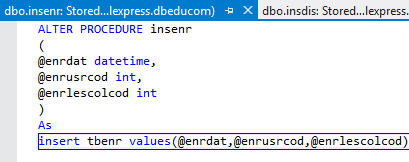 dbo.insenr: Stored...lexpress.dbeducom) dbo.insdis: Stored...lexpress.
ALTER PROCEDURE insenr
(
@enrdat datetime,
@enrusrcod int,
@enrlescolcod int
)
As
insert tbenr values(@enrdat,@enrusrcod,@enrlescolcod)